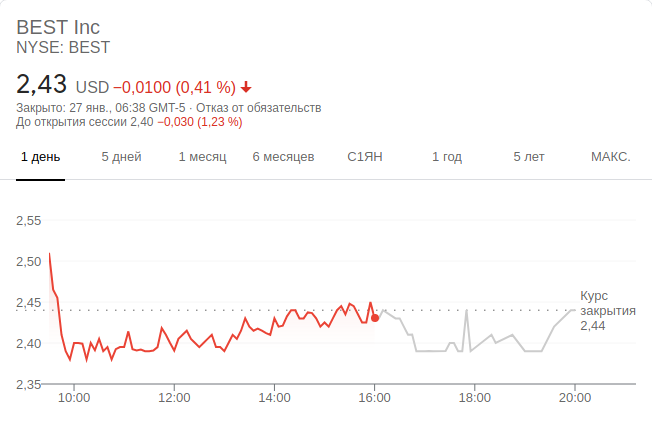 BEST Inc
NYSE: BEST
2,43 USD −0,0100 (0,41 %)
Закрыто: 27 янв., 06:38 GMT-5 · Отказ от обязательств
До открытия сессии 2,40 −0,030 (1,23 %)
1 день 5 дней 1 месяц 6 месяцев С1ЯН 1 год 5 лет МАКС.
2,55
2,50
2,45
2,40
2,35
Курс
закрытия
2,44
10:00 12:00 14:00 16:00 18:00 20:00